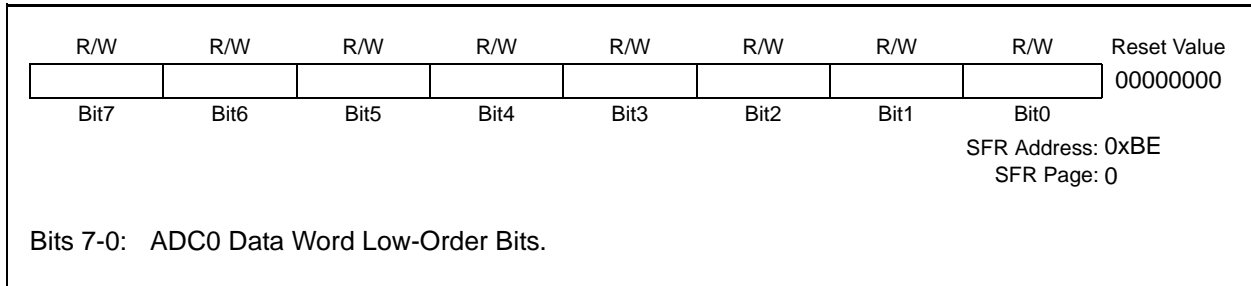 R/W R/W R/W R/W R/W R/W R/W R/W Reset Value
00000000
Bit7 Bit6 Bit5 Bit4 Bit3 Bit2 Bit1 Bit0
SFR Address: 0xBE
SFR Page: 0
Bits 7-0: ADC0 Data Word Low-Order Bits.